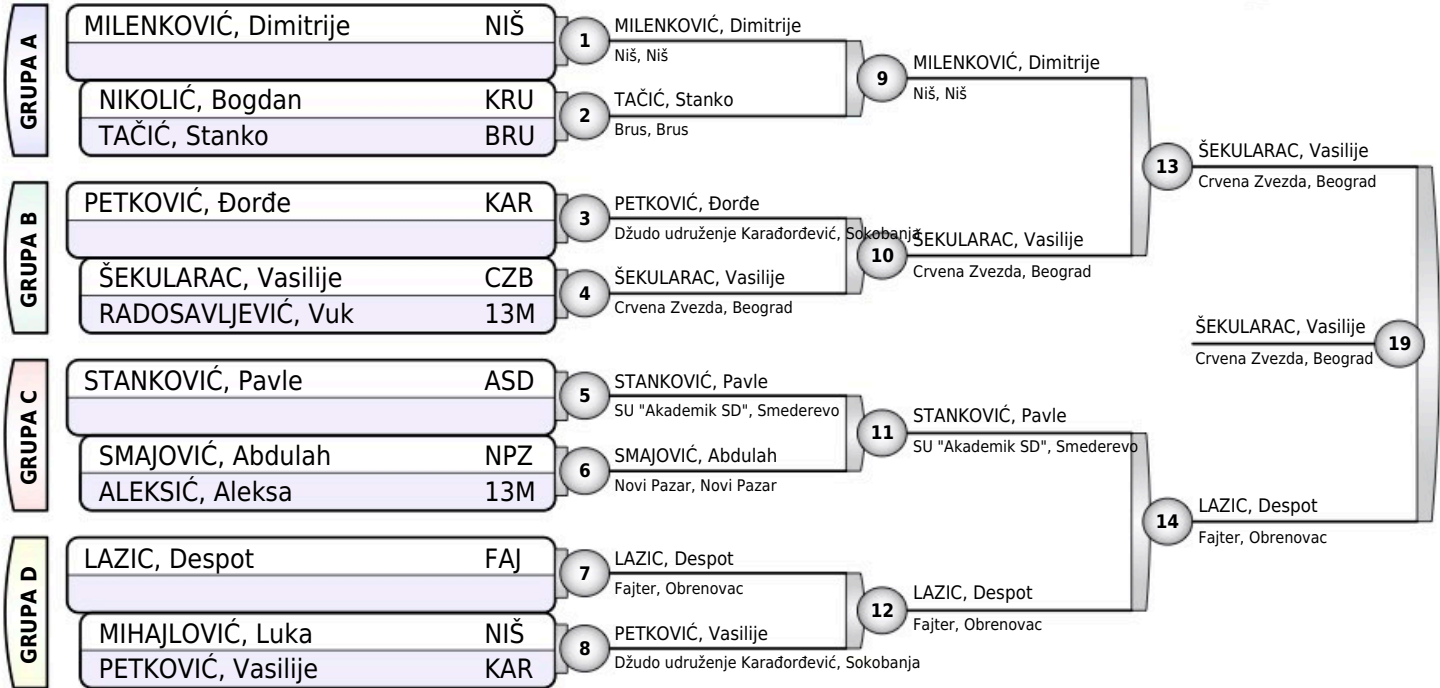 GRUPA A
MILENKOVIĆ, Dimitrije NIŠ
NIKOLIĆ, Bogdan KRU
TAČIĆ, Stanko BRU
GRUPA B
PETKOVIĆ, Đorđe KAR
ŠEKULARAC, Vasilije CZB
RADOSAVLJEVIĆ, Vuk 13M
GRUPA C
STANKOVIĆ, Pavle ASD
SMAJOVIĆ, Abdulah NPZ
ALEKSIĆ, Aleksa 13M
GRUPA D
LAZIC, Despot FAJ
MIHAJLOVIĆ, Luka NIŠ
PETKOVIĆ, Vasilije KAR
1
MILENKOVIĆ, Dimitrije
Niš, Niš
2
TAČIĆ, Stanko
Brus, Brus
3
PETKOVIĆ, Đorđe
Džudo udruženje Karađorđević, Sokobanja
4
ŠEKULARAC, Vasilije
Crvena Zvezda, Beograd
5
STANKOVIĆ, Pavle
SU "Akademik SD", Smederevo
6
SMAJOVIĆ, Abdulah
Novi Pazar, Novi Pazar
7
LAZIC, Despot
Fajter, Obrenovac
8
PETKOVIĆ, Vasilije
Džudo udruženje Karađorđević, Sokobanja
9
MILENKOVIĆ, Dimitrije
Niš, Niš
10
ŠEKULARAC, Vasilije
Crvena Zvezda, Beograd
11
STANKOVIĆ, Pavle
SU "Akademik SD", Smederevo
12
LAZIC, Despot
Fajter, Obrenovac
13
ŠEKULARAC, Vasilije
Crvena Zvezda, Beograd
14
LAZIC, Despot
Fajter, Obrenovac
ŠEKULARAC, Vasilije
Crvena Zvezda, Beograd
19